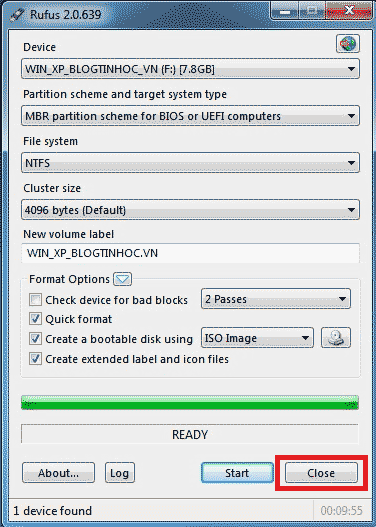 Rufus 2.0.639
Device
WIN_XP_BLOGTINHOC_VN (F:) [7.8GB]
Partition scheme and target system type
MBR partition scheme for BIOS or UEFI computers
File system
NTFS
Cluster size
4096 bytes (Default)
New volume label
WIN_XP_BLOGTINHOC.VN
Format Options
Check device for bad blocks 2 Passes
Quick format
Create a bootable disk using ISO Image
Create extended label and icon files
READY
About... Log Start Close
1 device found 00:09:55